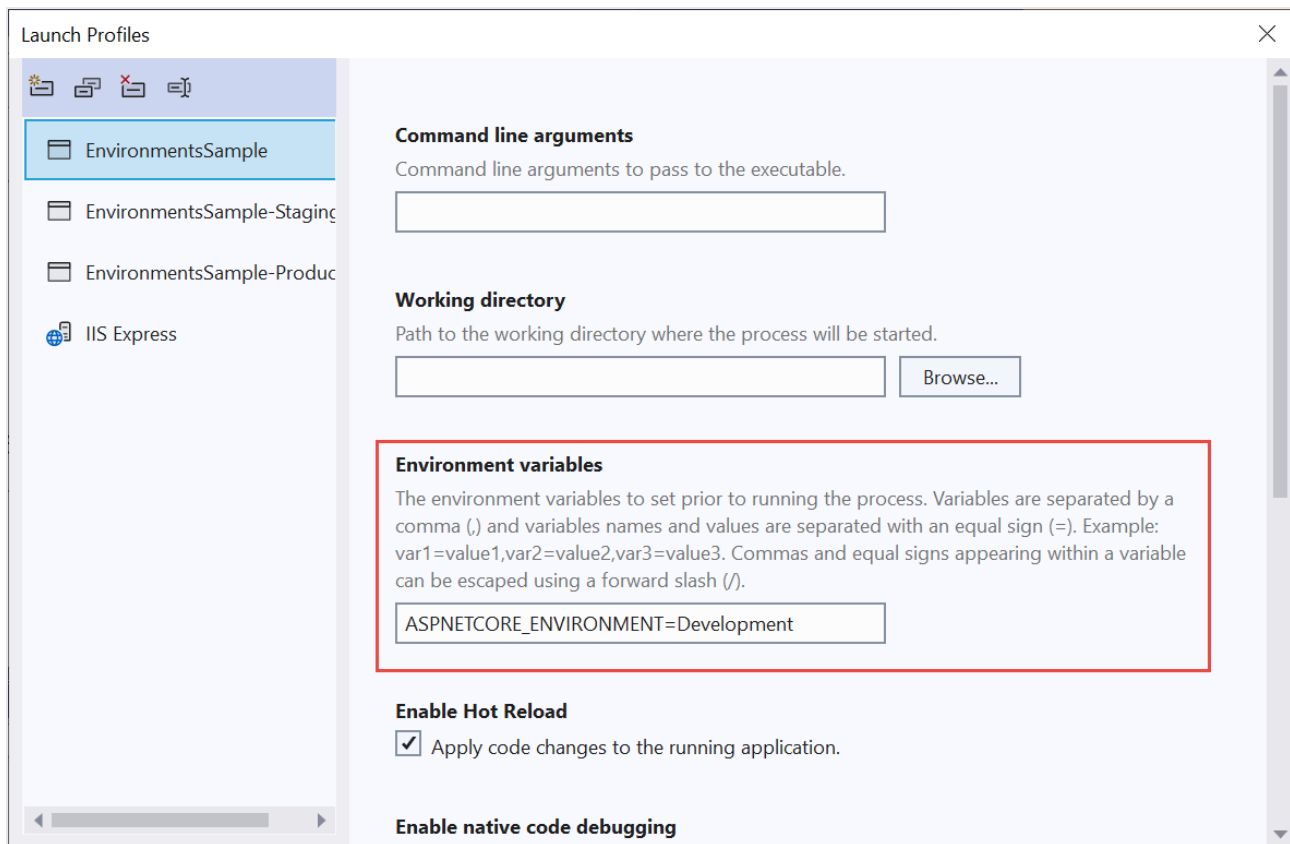 Launch Profiles
EnvironmentsSample
EnvironmentsSample-Staging
EnvironmentsSample-Produc
IIS Express
Command line arguments
Command line arguments to pass to the executable.
Working directory
Path to the working directory where the process will be started.
Browse...
Environment variables
The environment variables to set prior to running the process. Variables are separated by a
comma (,) and variables names and values are separated with an equal sign (=). Example:
var1=value1,var2=value2,var3=value3. Commas and equal signs appearing within a variable
can be escaped using a forward slash (/).
ASPNETCORE_ENVIRONMENT=Development
Enable Hot Reload
Apply code changes to the running application.
Enable native code debugging